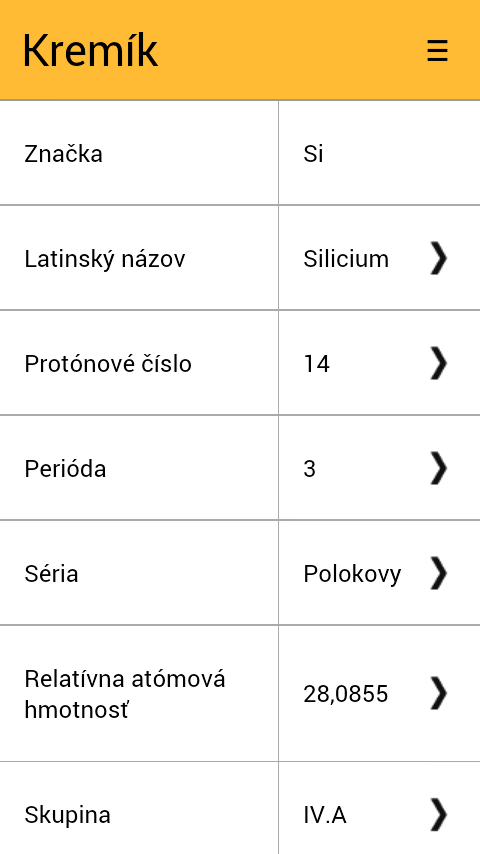 Kremík
Značka Si
Latinský názov Silicium
Protónové číslo 14
Perióda 3
Séria Polokovy
Relatívna atómová
hmotnosť 28,0855
Skupina IV.A